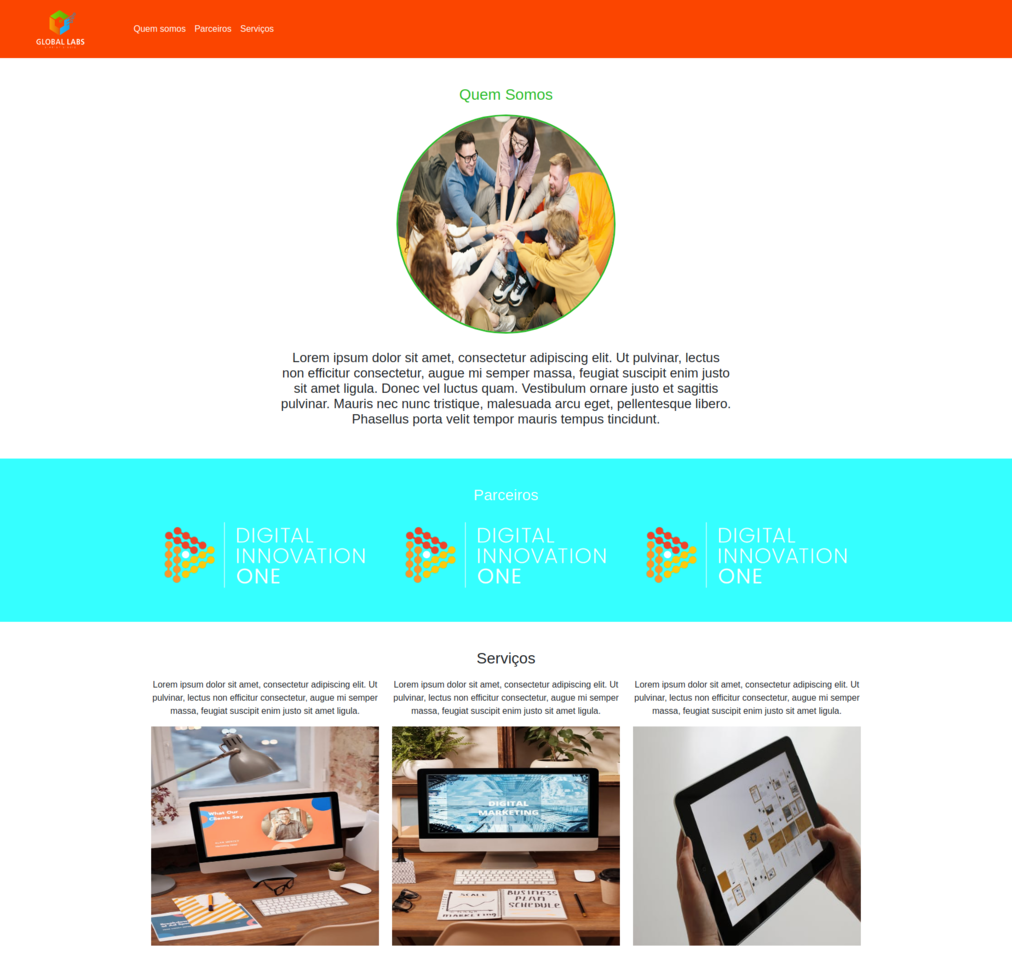 GLOBAL LABS
Quem somos Parceiros Serviços
Quem Somos
Lorem ipsum dolor sit amet, consectetur adipiscing elit. Ut pulvinar, lectus
non efficitur consectetur, augue mi semper massa, feugiat suscipit enim justo
sit amet ligula. Donec vel luctus quam. Vestibulum ornare justo et sagittis
pulvinar. Mauris nec nunc tristique, malesuada arcu eget, pellentesque libero.
Phasellus porta velit tempor mauris tempus tincidunt.
Parceiros
DIGITAL
INNOVATION
ONE
DIGITAL
INNOVATION
ONE
DIGITAL
INNOVATION
ONE
Serviços
Lorem ipsum dolor sit amet, consectetur adipiscing elit. Ut
pulvinar, lectus non efficitur consectetur, augue mi semper
massa, feugiat suscipit enim justo sit amet ligula.
Lorem ipsum dolor sit amet, consectetur adipiscing elit. Ut
pulvinar, lectus non efficitur consectetur, augue mi semper
massa, feugiat suscipit enim justo sit amet ligula.
Lorem ipsum dolor sit amet, consectetur adipiscing elit. Ut
pulvinar, lectus non efficitur consectetur, augue mi semper
massa, feugiat suscipit enim justo sit amet ligula.
What Our
Clients Say
DIGITAL
MARKETING
SCALE
MARKETING
BUSINESS
PLAN
SCHEDULE